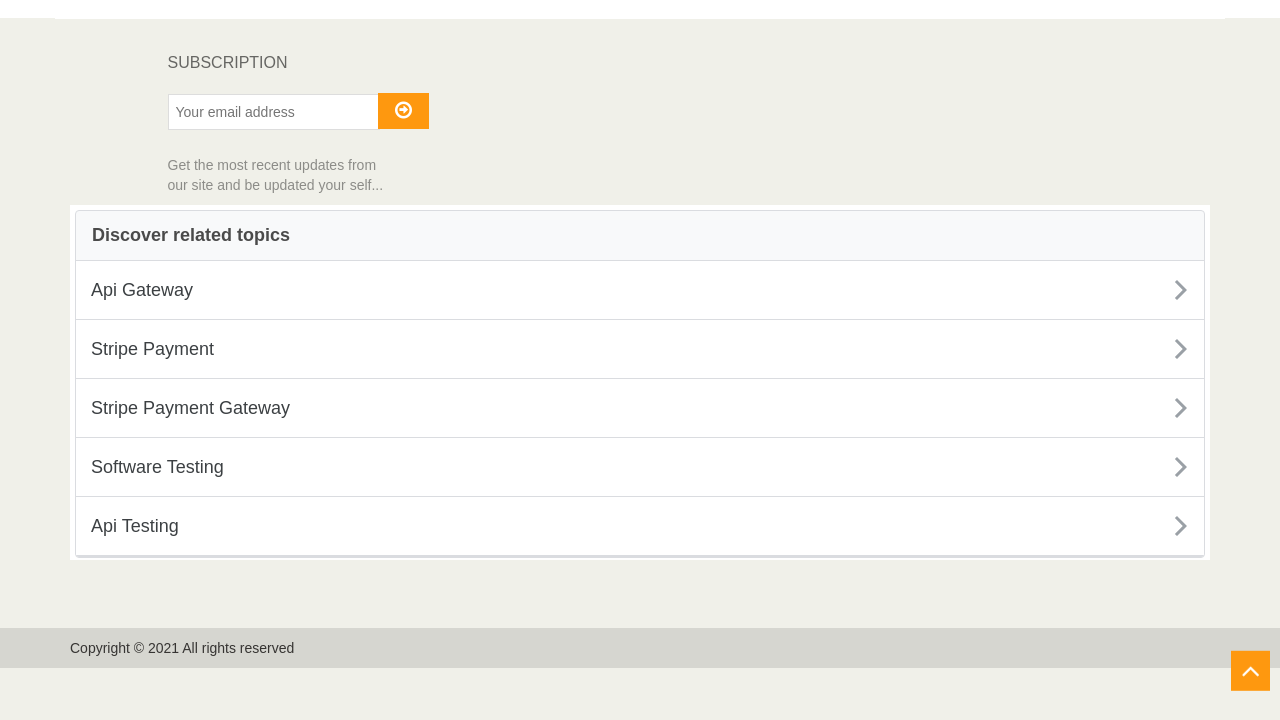 SUBSCRIPTION
Your email address
Get the most recent updates from
our site and be updated your self...
Discover related topics
Api Gateway
Stripe Payment
Stripe Payment Gateway
Software Testing
Api Testing
Copyright © 2021 All rights reserved